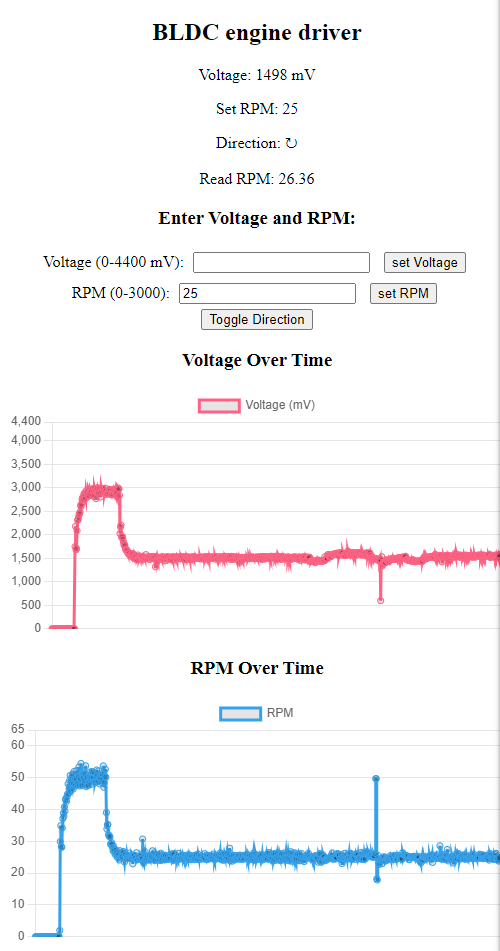 BLDC engine driver
Voltage: 1498 mV
Set RPM: 25
Direction: ↻
Read RPM: 26.36
Enter Voltage and RPM:
Voltage (0-4400 mV): set Voltage
RPM (0-3000): 25 set RPM
Toggle Direction
Voltage Over Time
Voltage (mV)
4,400
4,000
3,500
3,000
2,500
2,000
1,500
1,000
500
0
RPM Over Time
RPM
65
60
50
40
30
20
10
0